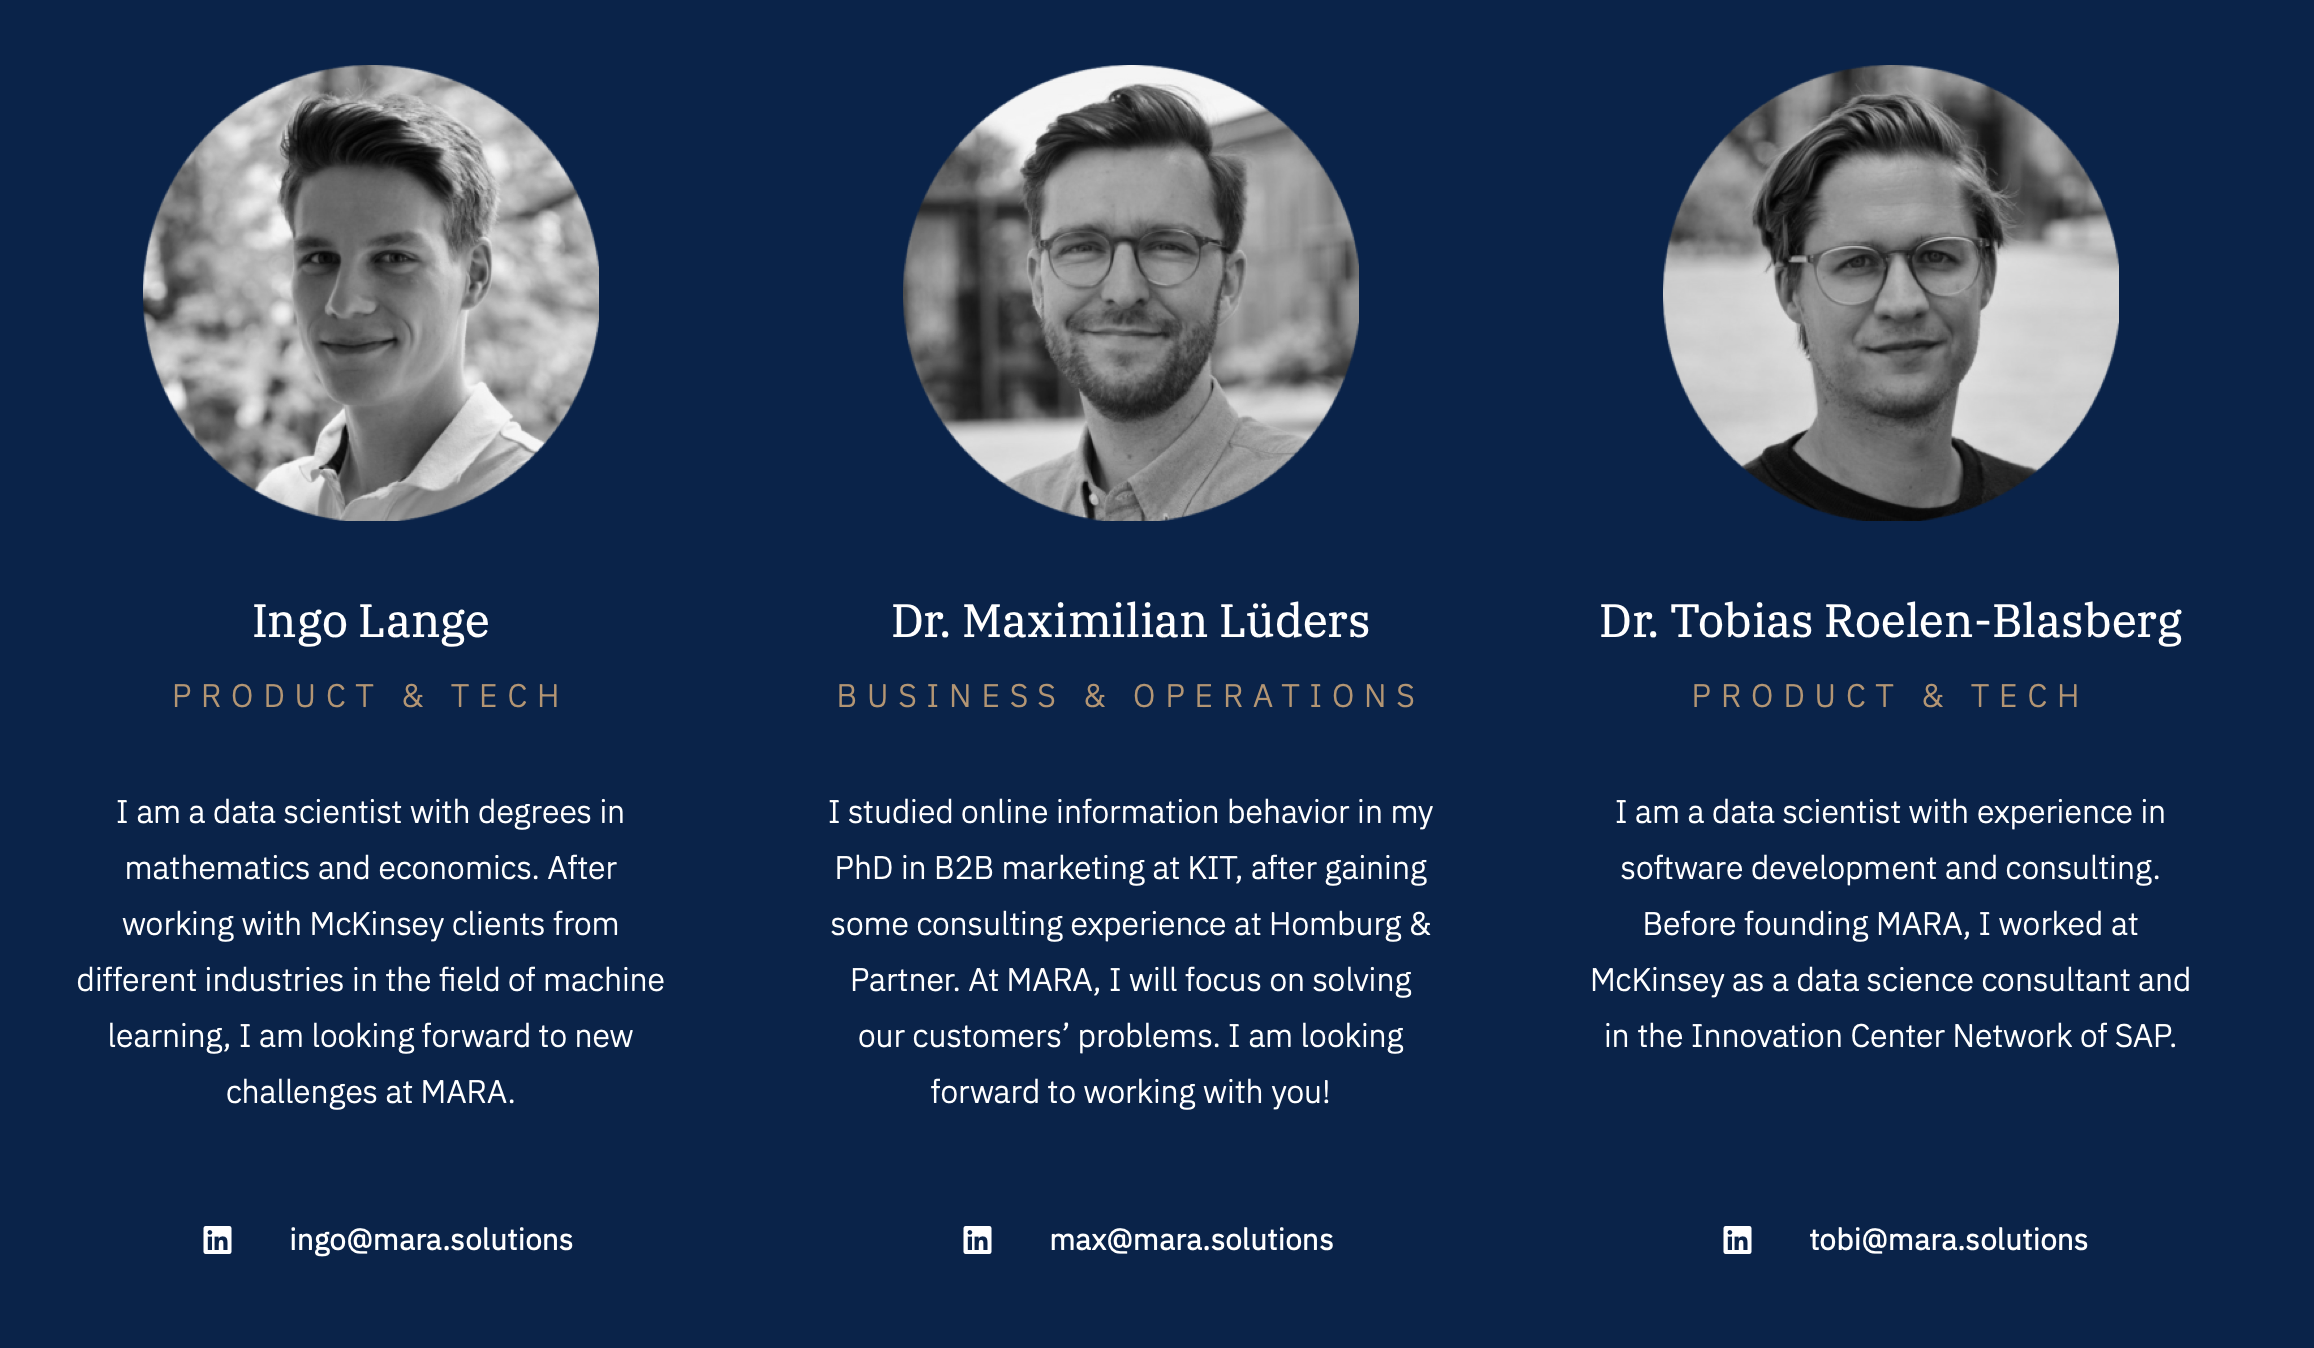 Ingo Lange
PRODUCT & TECH
I am a data scientist with degrees in
mathematics and economics. After
working with McKinsey clients from
different industries in the field of machine
learning, I am looking forward to new
challenges at MARA.
in
ingo@mara.solutions
Dr. Maximilian Lüders
BUSINESS & OPERATIONS
I studied online information behavior in my
PhD in B2B marketing at KIT, after gaining
some consulting experience at Homburg &
Partner. At MARA, I will focus on solving
our customers’ problems. I am looking
forward to working with you!
in
max@mara.solutions
Dr. Tobias Roelen-Blasberg
PRODUCT & TECH
I am a data scientist with experience in
software development and consulting.
Before founding MARA, I worked at
McKinsey as a data science consultant and
in the Innovation Center Network of SAP.
in
tobi@mara.solutions